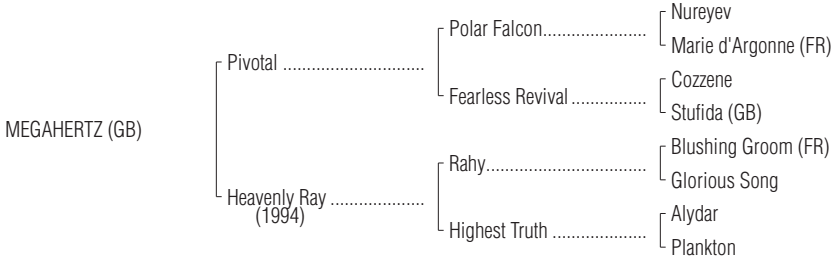 Nureyev
Polar Falcon......................
Marie d'Argonne (FR)
Pivotal ..............................
Cozzene
Fearless Revival................
Stufida (GB)
MEGAHERTZ (GB)
Blushing Groom (FR)
Rahy..................................
Glorious Song
Heavenly Ray ....................
(1994)
Alydar
Highest Truth ....................
Plankton